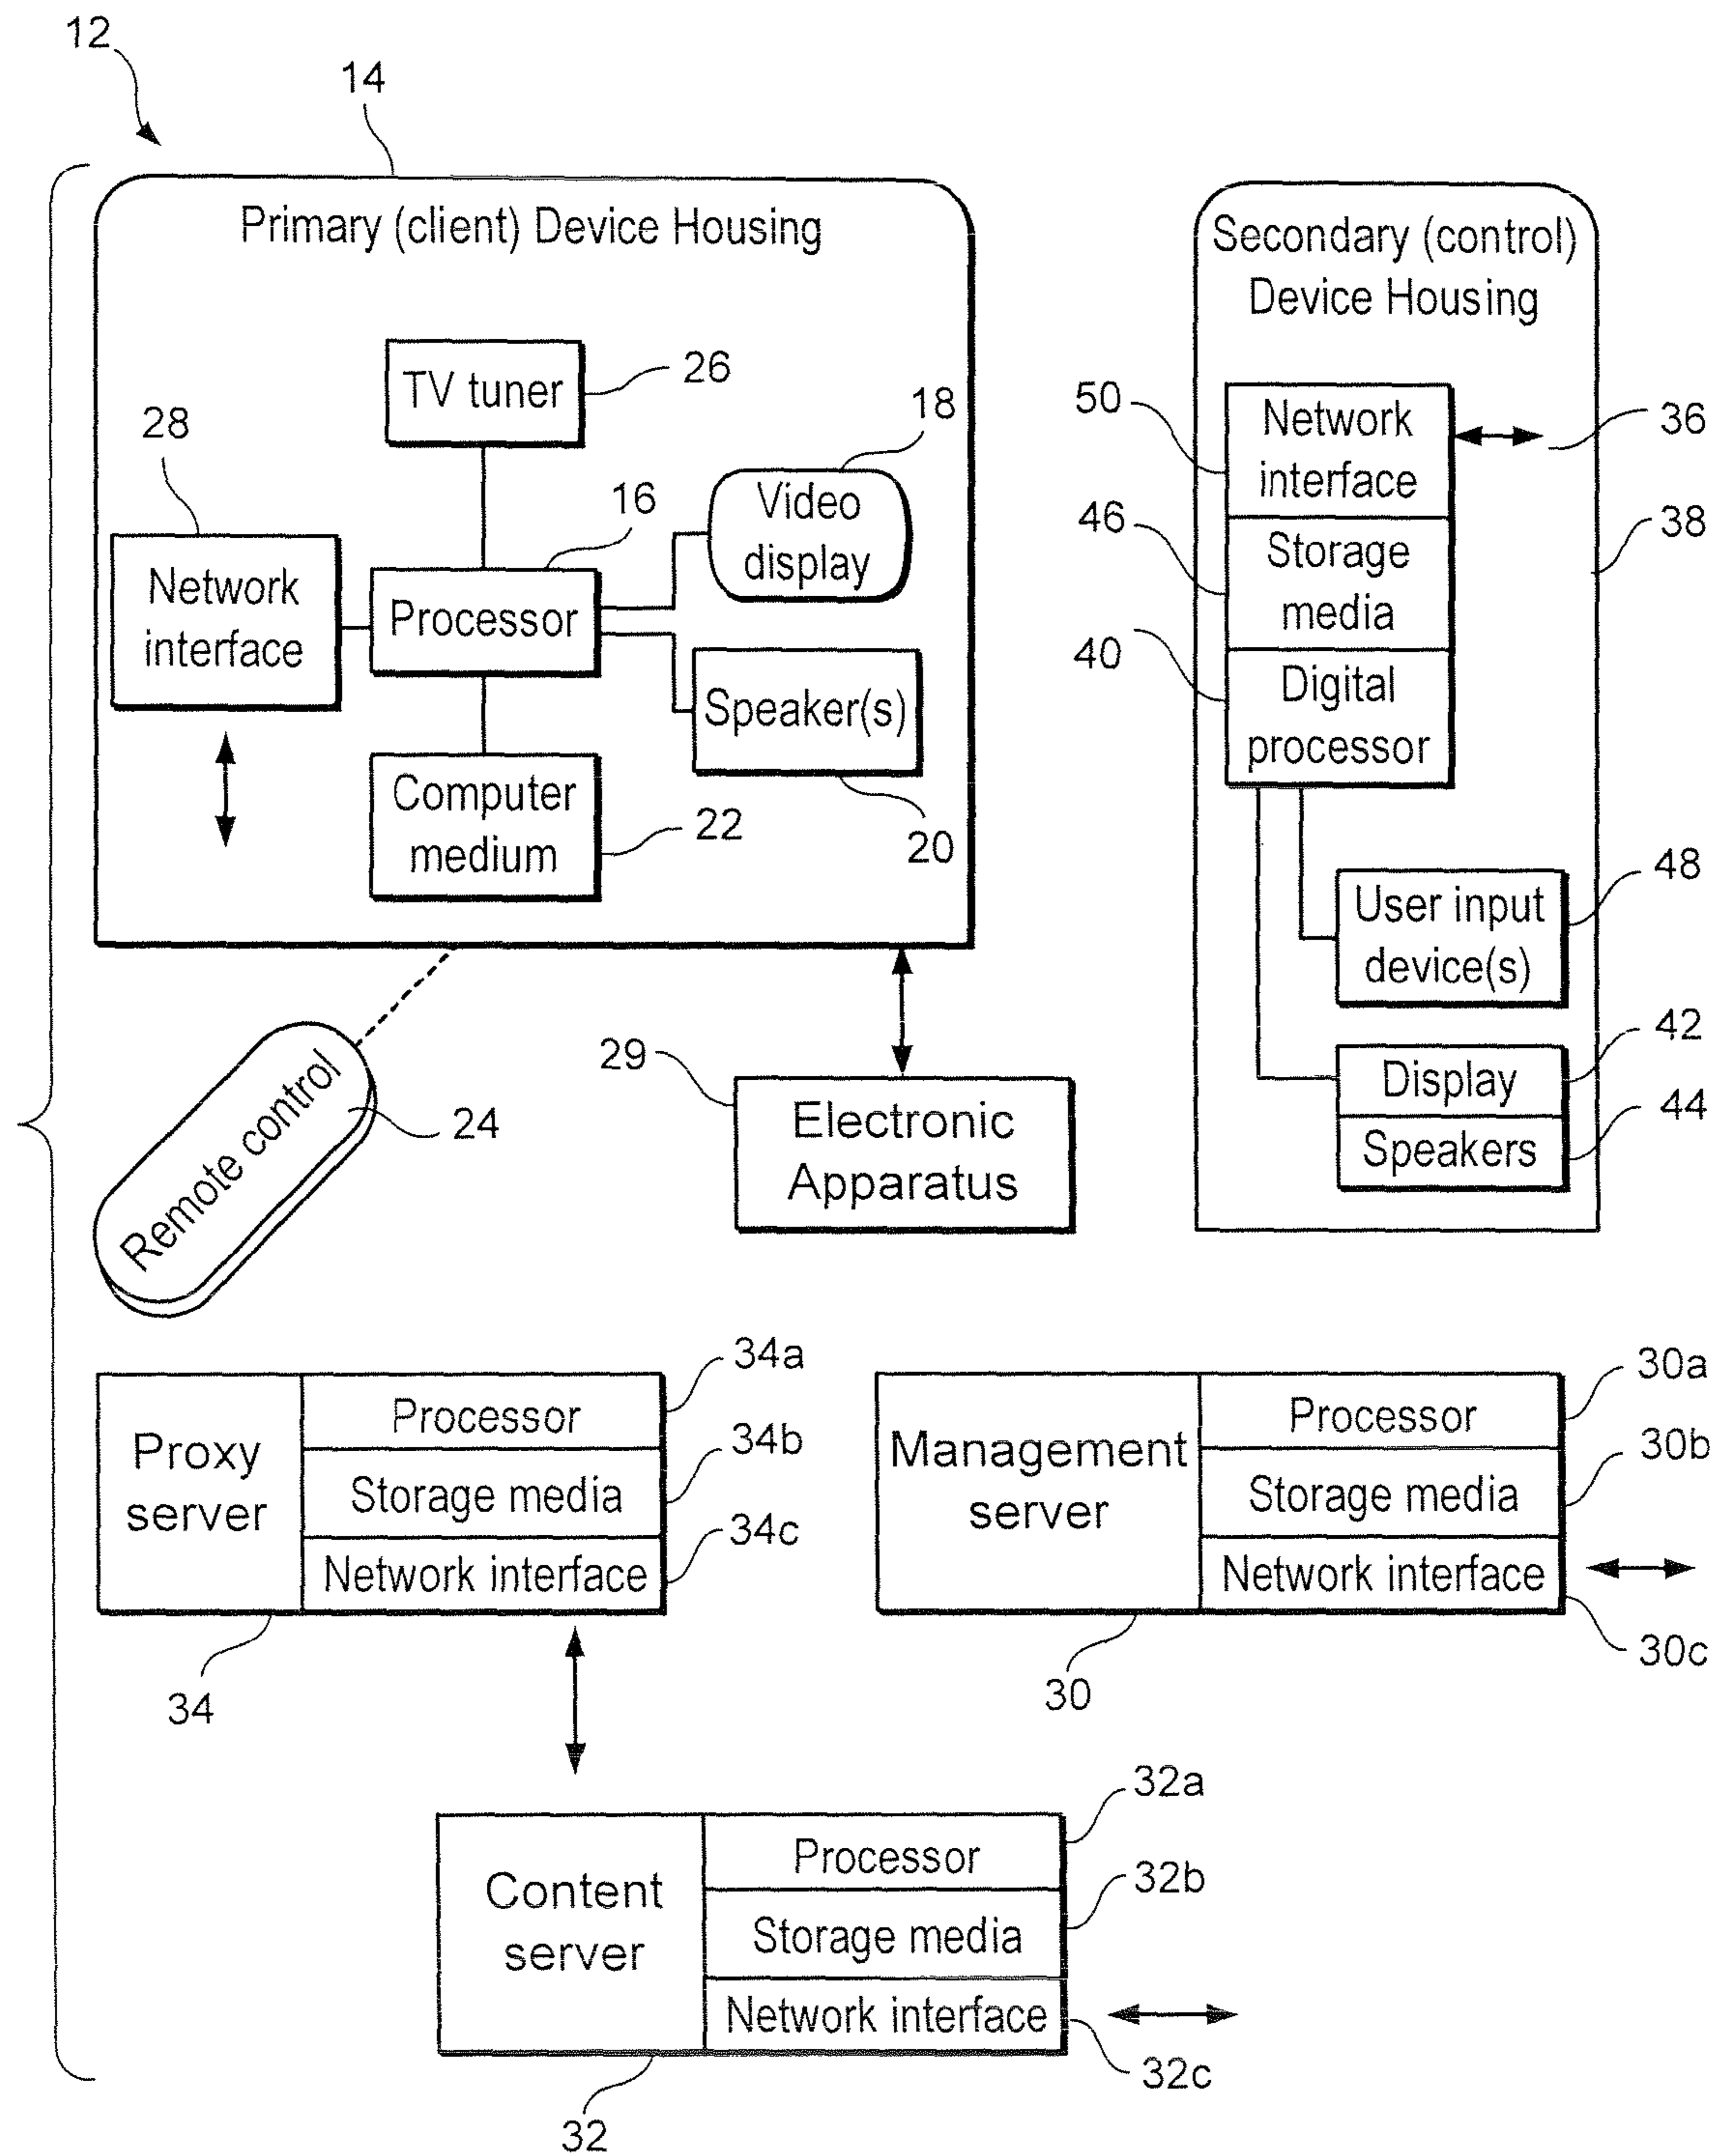 12
14
Primary (client) Device Housing
TV tuner
26
18
28
16
Video
display
Network
interface
Processor
Speaker(s)
Computer
medium
22
20
Secondary (control)
Device Housing
50
Network
interface
36
46
Storage
media
38
40
Digital
processor
User input
device(s)
48
42
Display
44
Speakers
29
Electronic
Apparatus
Remote control
24
34a
Processor
34b
Proxy
server
Storage media
34c
Network interface
34
30a
Processor
30b
Management
server
Storage media
Network interface
30c
30
32a
Processor
32b
Content
server
Storage media
Network interface
32c
32